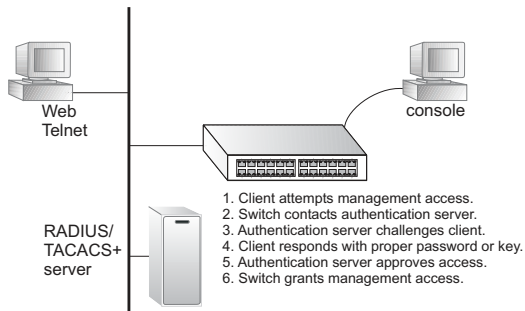 Web
Telnet
console
RADIUS/
TACACS+
server
1. Client attempts management access.
2. Switch contacts authentication server.
3. Authentication server challenges client.
4. Client responds with proper password or key.
5. Authentication server approves access.
6. Switch grants management access.